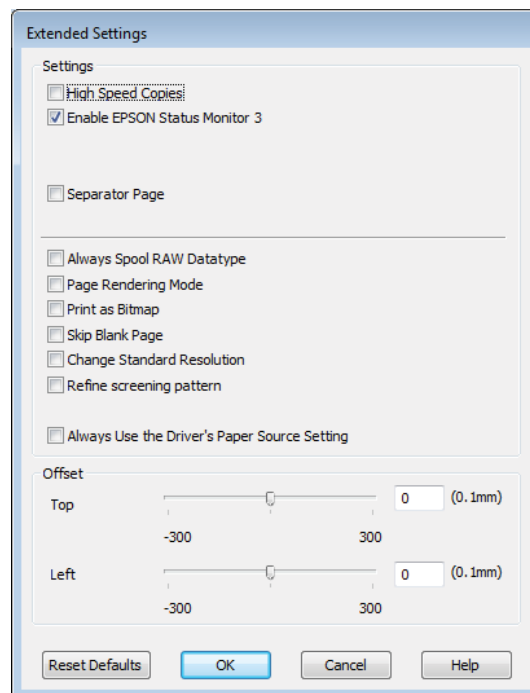 Extended Settings
Settings
High Speed Copies
Enable EPSON Status Monitor 3
Separator Page
Always Spool RAW Datatype
Page Rendering Mode
Print as Bitmap
Skip Blank Page
Change Standard Resolution
Refine screening pattern
Always Use the Driver's Paper Source Setting
Offset
Top 0 (0.1mm)
-300 300
Left 0 (0.1mm)
-300 300
Reset Defaults OK Cancel Help